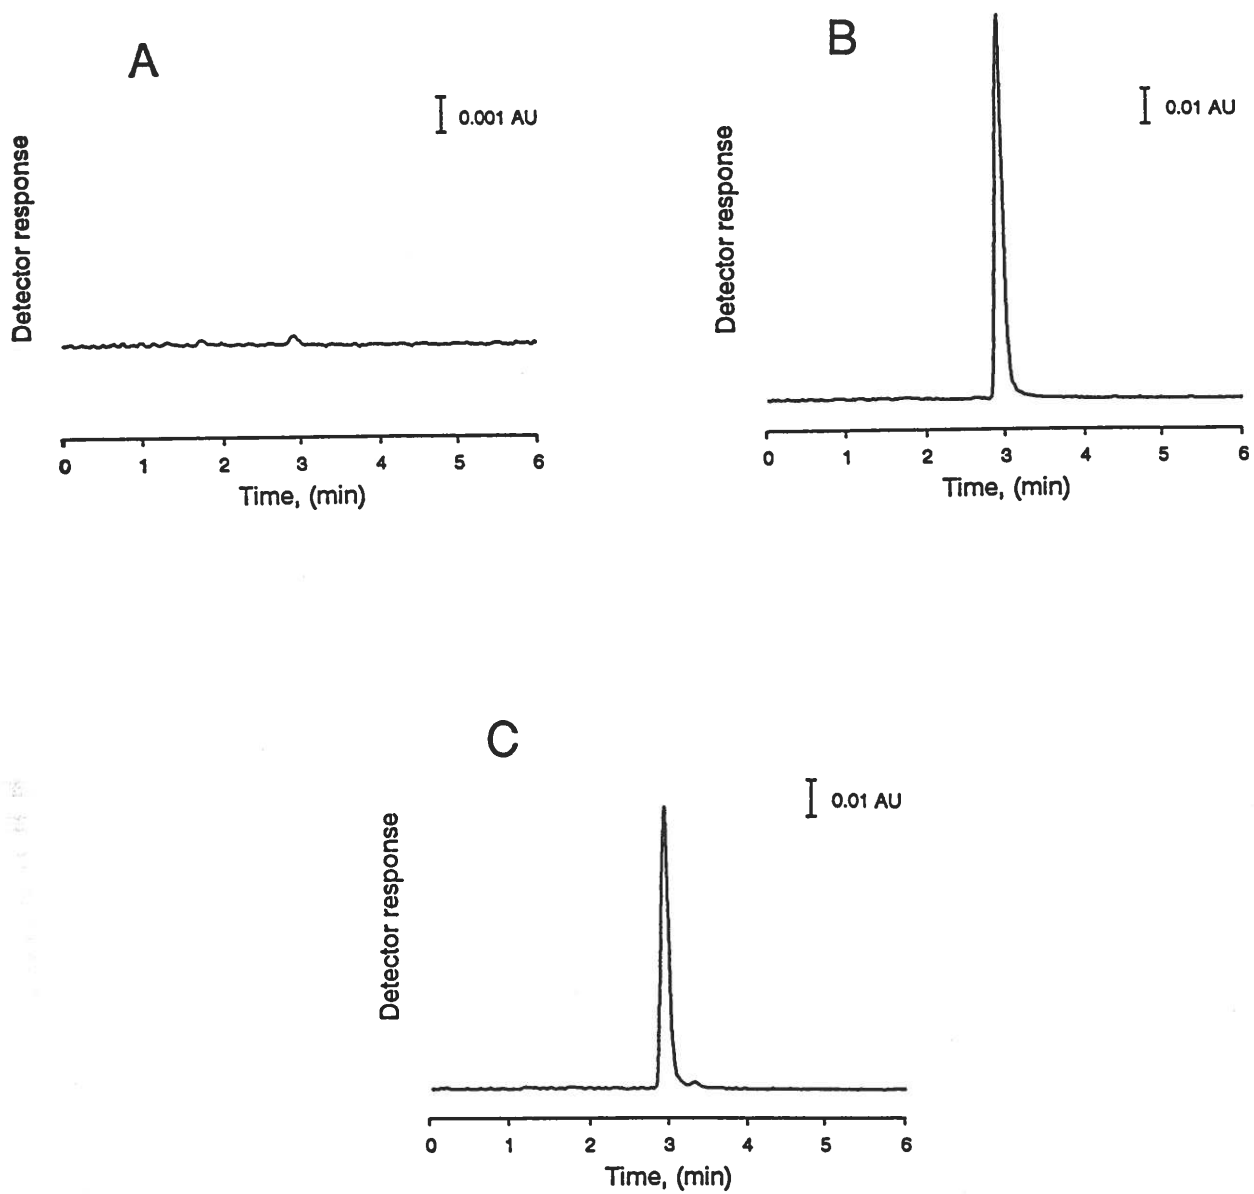 A
0.001 AU
Detector response
0 1 2 3 4 5 6
Time, (min)
B
0.01 AU
Detector response
0 1 2 3 4 5 6
Time, (min)
C
0.01 AU
Detector response
0 1 2 3 4 5 6
Time, (min)